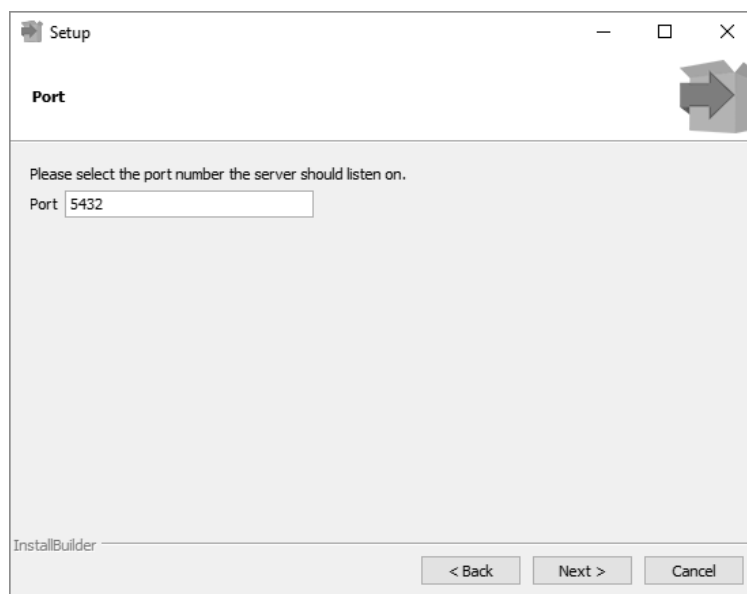 Setup
Port
Please select the port number the server should listen on.
Port 5432
InstallBuilder
< Back Next > Cancel